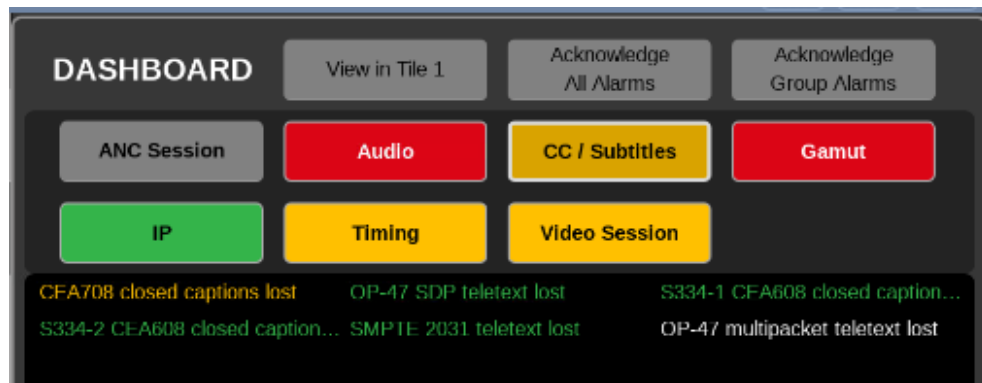 DASHBOARD
View in Tile 1
Acknowledge
All Alarms
Acknowledge
Group Alarms
ANC Session
Audio
CC / Subtitles
Gamut
IP
Timing
Video Session
CEA708 closed captions lost
OP-47 SDP teletext lost
S334-1 CEA608 closed caption...
S334-2 CEA608 closed caption...
SMPTE 2031 teletext lost
OP-47 multipacket teletext lost